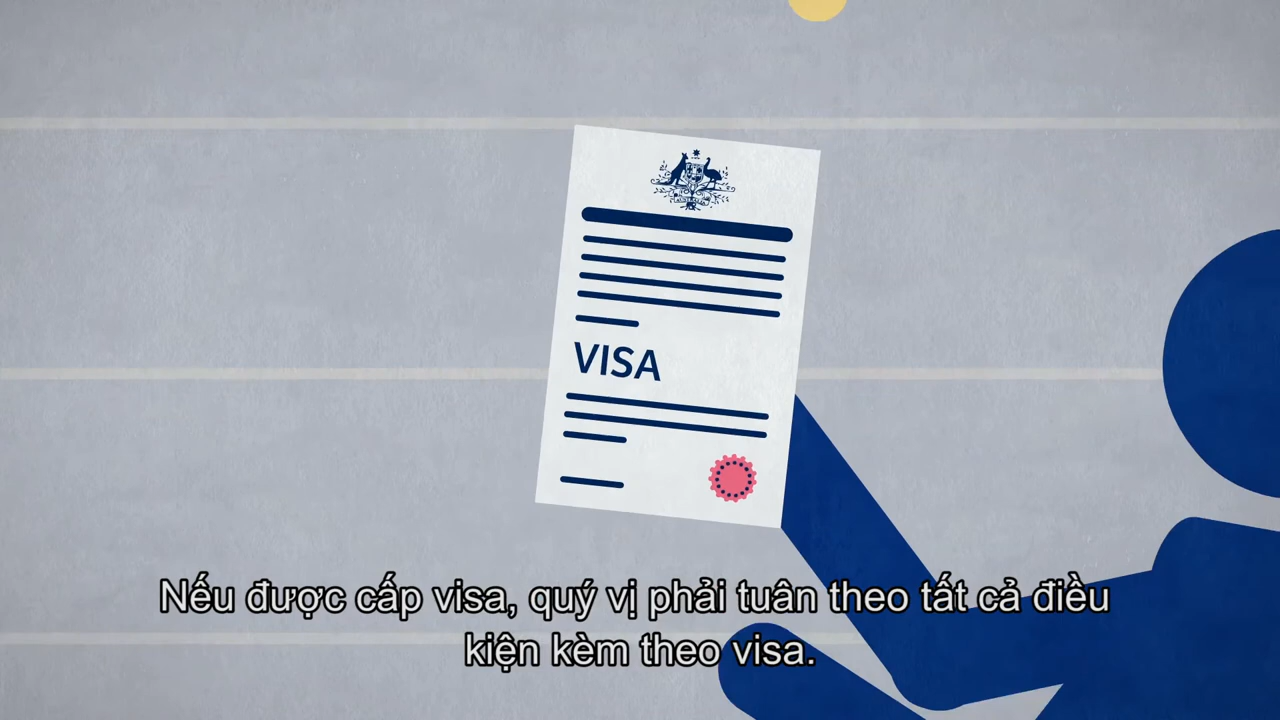 VISA
Nếu được cấp visa, quý vị phải tuân theo tất cả điều
kiện kèm theo visa.